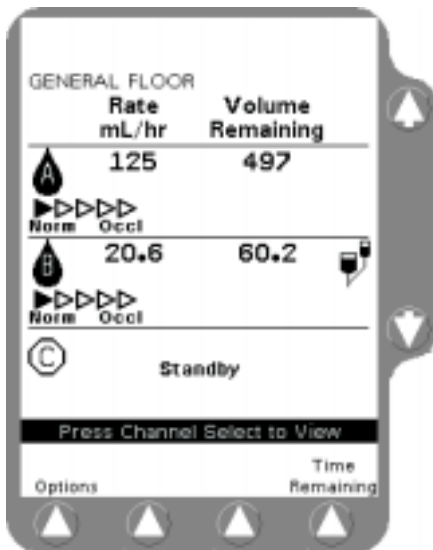 GENERAL FLOOR
Rate Volume
mL/hr Remaining
A 125 497
Norm Occl
B 20.6 60.2
Norm Occl
C Standby
Press Channel Select to View
Time
Options Remaining